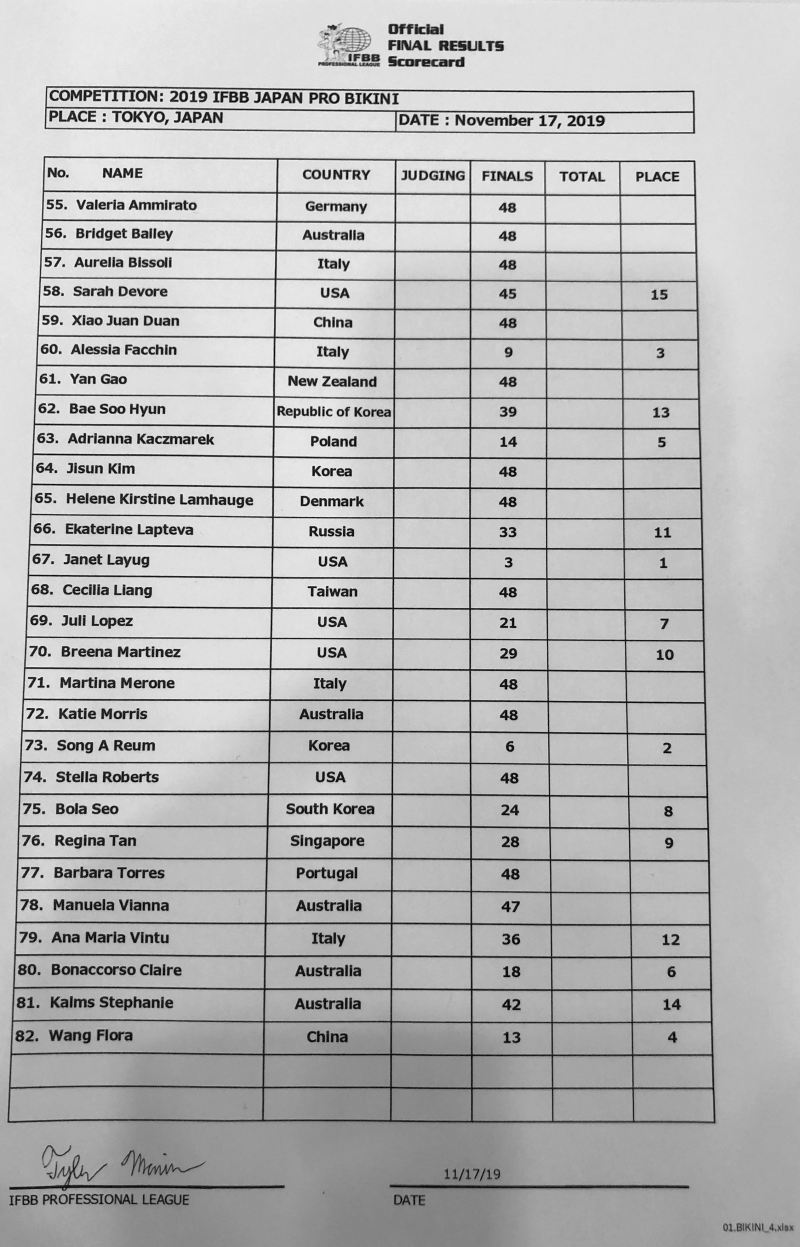 Official
FINAL RESULTS
IFBB
PROFESSIONAL LEAGUE
Scorecard
COMPETITION: 2019 IFBB JAPAN PRO BIKINI
PLACE : TOKYO, JAPAN DATE : November 17, 2019
No. NAME COUNTRY JUDGING FINALS TOTAL PLACE
55. Valeria Ammirato Germany 48
56. Bridget Bailey Australia 48
57. Aurelia Bissoli Italy 48
58. Sarah Devore USA 45 15
59. Xiao Juan Duan China 48
60. Alessia Facchin Italy 9 3
61. Yan Gao New Zealand 48
62. Bae Soo Hyun Republic of Korea 39 13
63. Adrianna Kaczmarek Poland 14 5
64. Jisun Kim Korea 48
65. Helene Kirstine Lamhauge Denmark 48
66. Ekaterine Lapteva Russia 33 11
67. Janet Layug USA 3 1
68. Cecilia Liang Taiwan 48
69. Juli Lopez USA 21 7
70. Breena Martinez USA 29 10
71. Martina Merone Italy 48
72. Katie Morris Australia 48
73. Song A Reum Korea 6 2
74. Stella Roberts USA 48
75. Bola Seo South Korea 24 8
76. Regina Tan Singapore 28 9
77. Barbara Torres Portugal 48
78. Manuela Vianna Australia 47
79. Ana Maria Vintu Italy 36 12
80. Bonaccorso Claire Australia 18 6
81. Kalms Stephanie Australia 42 14
82. Wang Flora China 13 4
Tyler
11/17/19
IFBB PROFESSIONAL LEAGUE DATE
01.BIKINI_4.xlsx